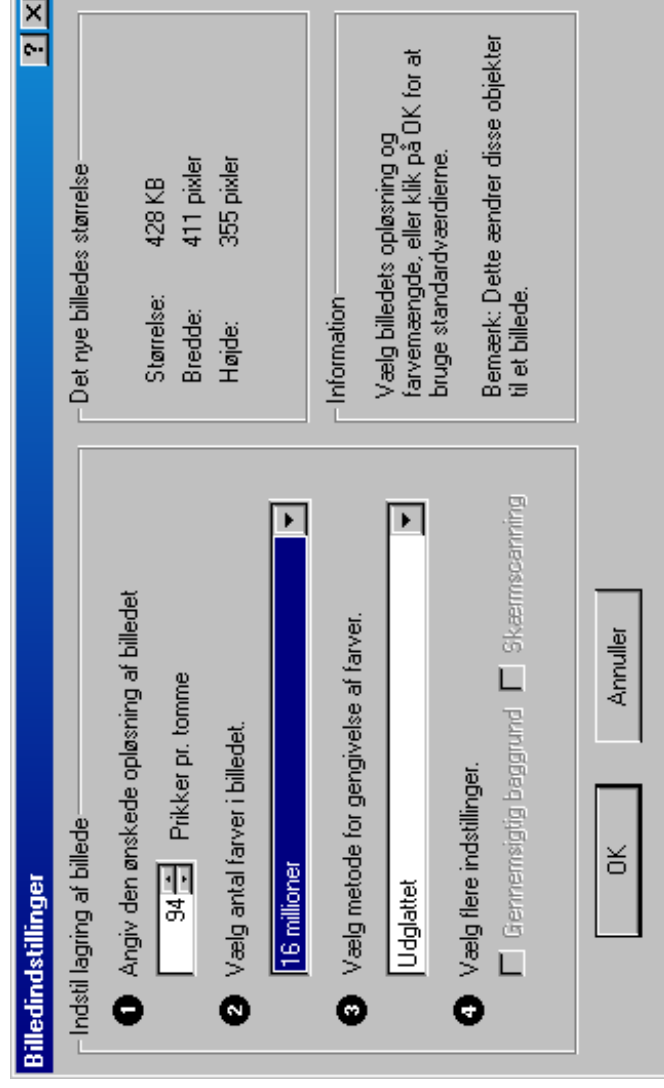 Billedindstillinger
Indstil lagring af billede
1 Angiv den ønskede opløsning af billedet
94 Prikker pr. tomme
2 Vælg antal farver i billedet.
16 millioner
3 Vælg metode for gengivelse af farver.
Udglattet
4 Vælg flere indstillinger.
Gennemsigtig baggrund Skærmscanning
Det nye billedes størrelse
Størrelse: 428 KB
Bredde: 411 pixler
Højde: 355 pixler
Information
Vælg billedets opløsning og
farvemængde, eller klik på OK for at
bruge standardværdierne.
Bemærk: Dette ændrer disse objekter
til et billede.
OK Annuller